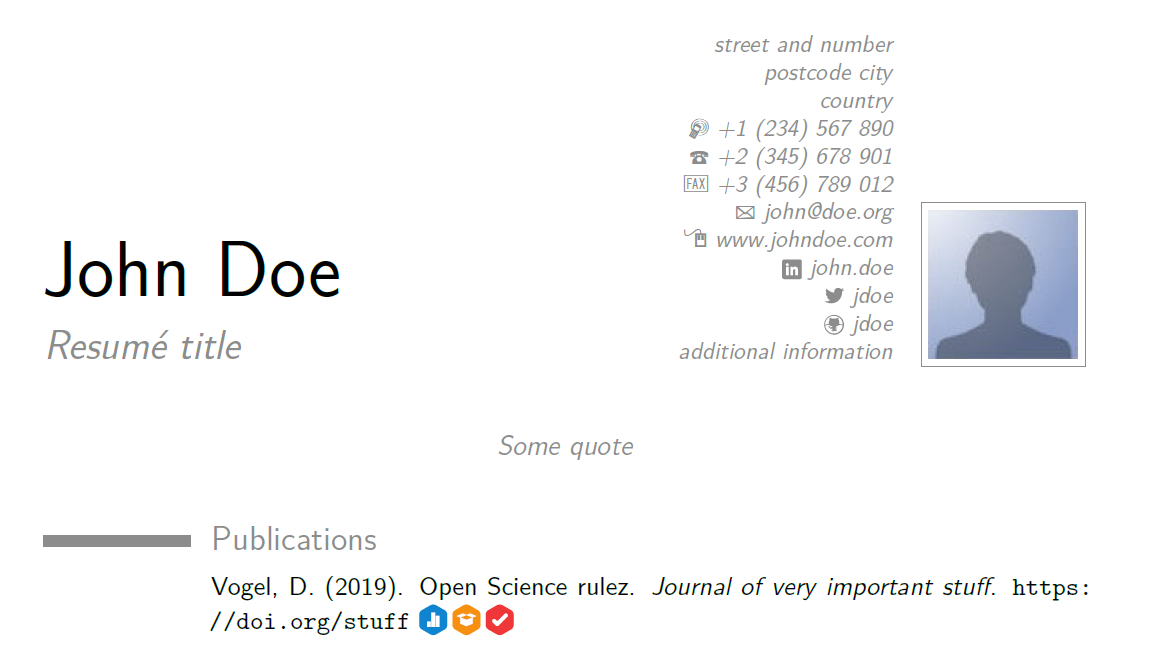 street and number
postcode city
country
+1 (234) 567 890
+2 (345) 678 901
FAX +3 (456) 789 012
john@doe.org
www.johndoe.com
in john.doe
jdoe
jdoe
additional information
John Doe
Resumé title
Some quote
Publications
Vogel, D. (2019). Open Science rulez. Journal of very important stuff. https:
//doi.org/stuff